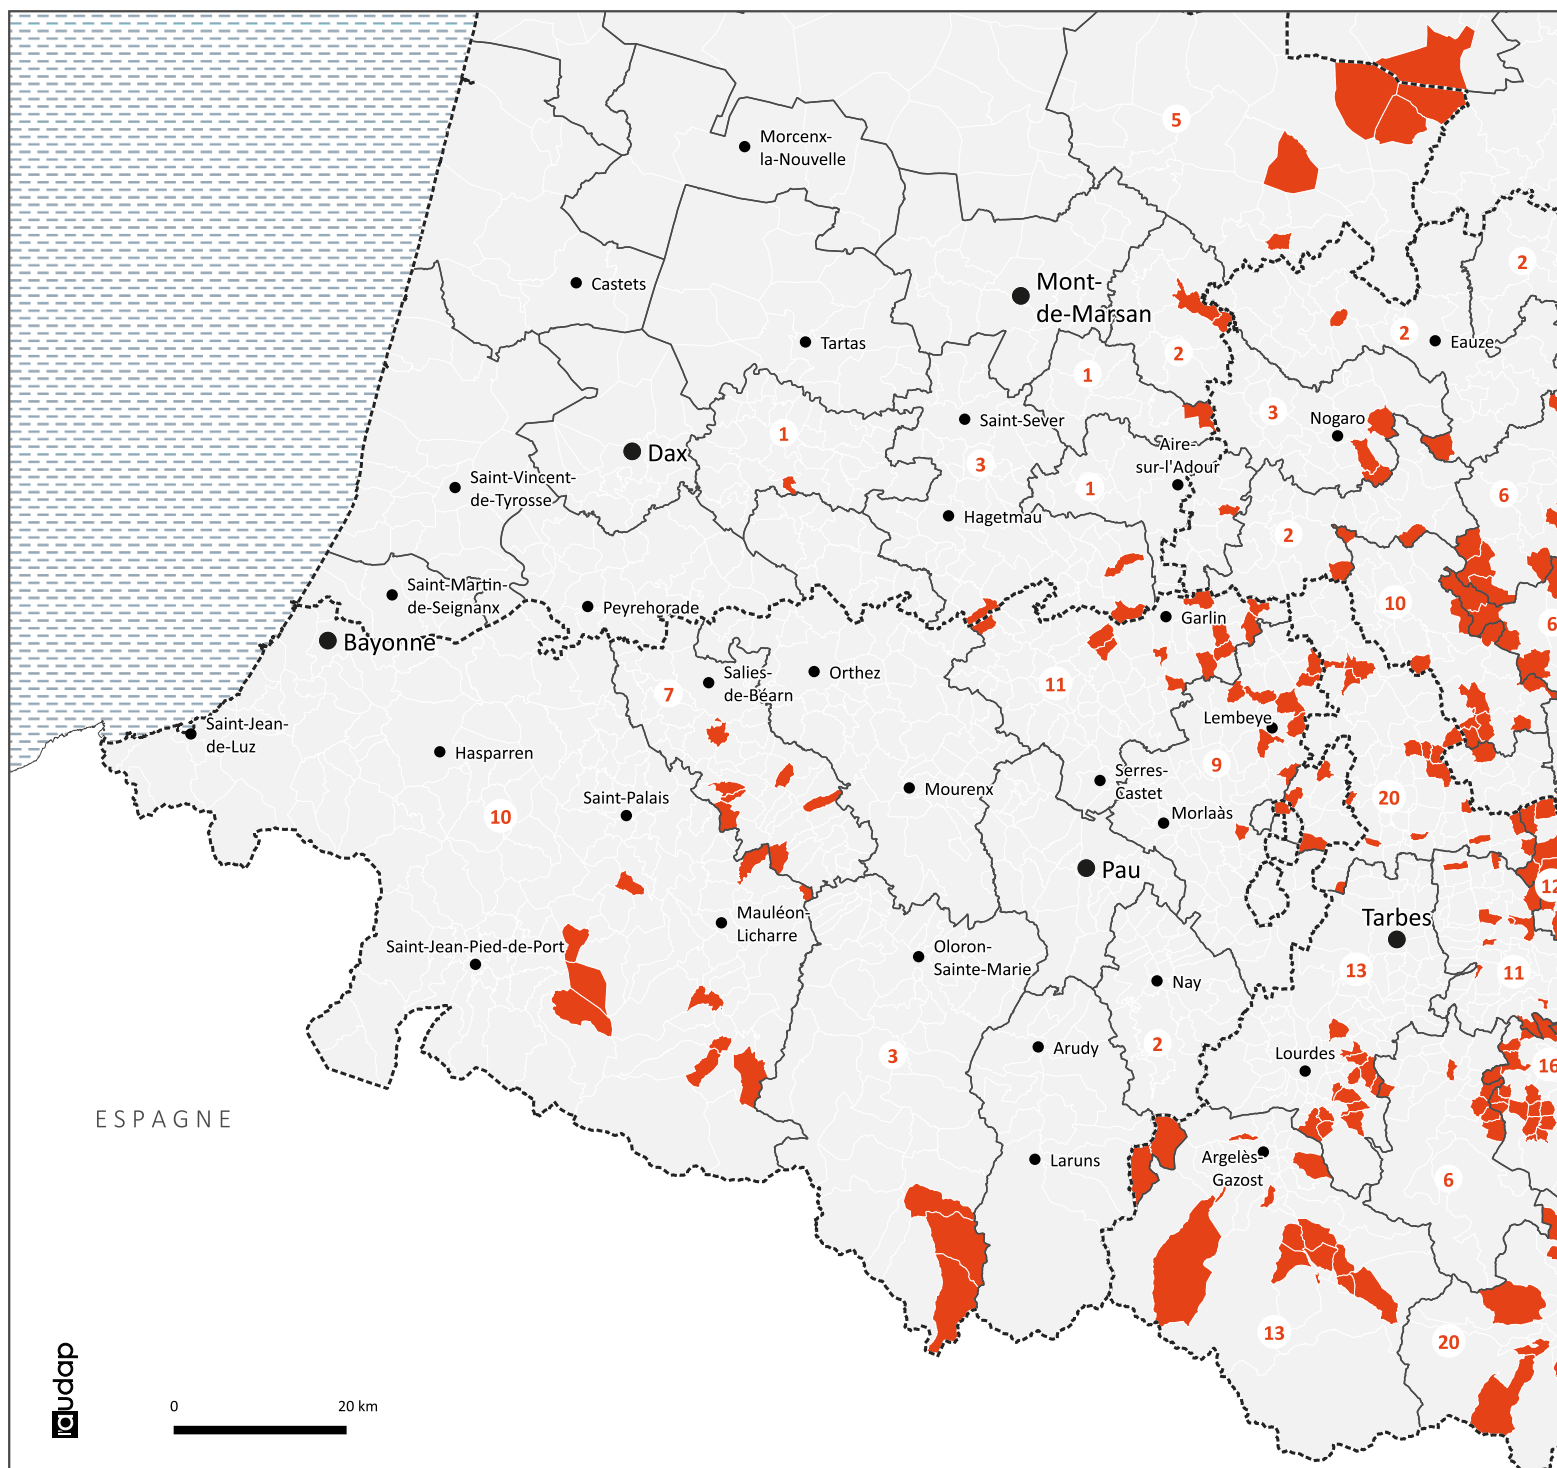 5
Morcenx-
la-Nouvelle
2
Castets
Mont-
de-Marsan
2
Eauze
Tartas
2
1
3
Nogaro
Saint-Sever
1
Dax
Aire-
sur-l'Adour
3
1
6
Saint-Vincent-
de-Tyrosse
Hagetmau
2
Saint-Martin-
de-Seignanx
Peyrehorade
10
Garlin
6
Bayonne
Orthez
11
7
Salies-
de-Béarn
Lembeye
Saint-Jean-
de-Luz
Hasparren
9
Serres-
Castet
Mourenx
Saint-Palais
20
10
Morlaàs
Pau
12
Mauléon-
Licharre
Tarbes
Saint-Jean-Pied-de-Port
Oloron-
Sainte-Marie
13
11
Nay
3
Arudy
2
Lourdes
16
ESPAGNE
Laruns
Argelès-
Gazost
6
13
20
l'audap
0
20 km